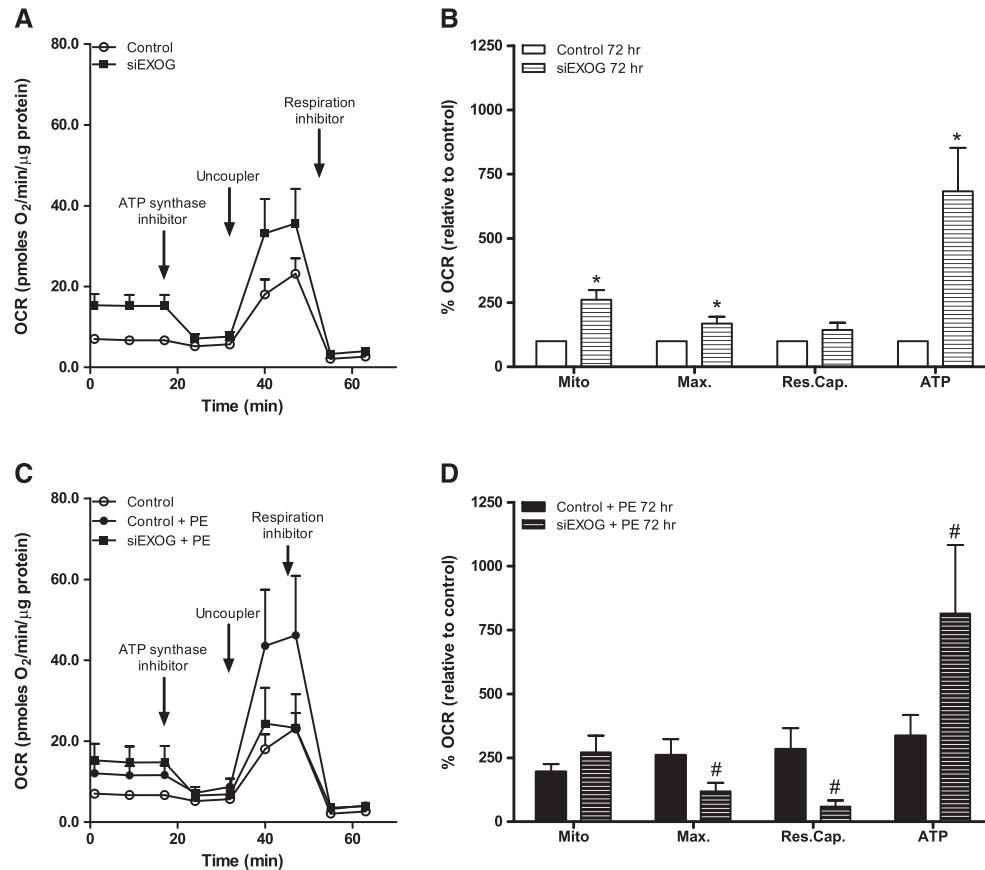 A
80.0
60.0
40.0
20.0
0.0
OCR (pmoles O2/min/µg protein)
Control
siEXOG
ATP synthase
inhibitor
Uncoupler
Respiration
inhibitor
0
20
40
60
Time (min)
B
1250
1000
750
500
250
0
% OCR (relative to control)
Control 72 hr
siEXOG 72 hr
*
*
*
Mito
Max.
Res.Cap.
ATP
C
80.0
60.0
40.0
20.0
0.0
OCR (pmoles O2/min/µg protein)
Control
Control + PE
siEXOG + PE
ATP synthase
inhibitor
Uncoupler
Respiration
inhibitor
0
20
40
60
Time (min)
D
1250
1000
750
500
250
0
% OCR (relative to control)
Control + PE 72 hr
siEXOG + PE 72 hr
#
#
#
Mito
Max.
Res.Cap.
ATP